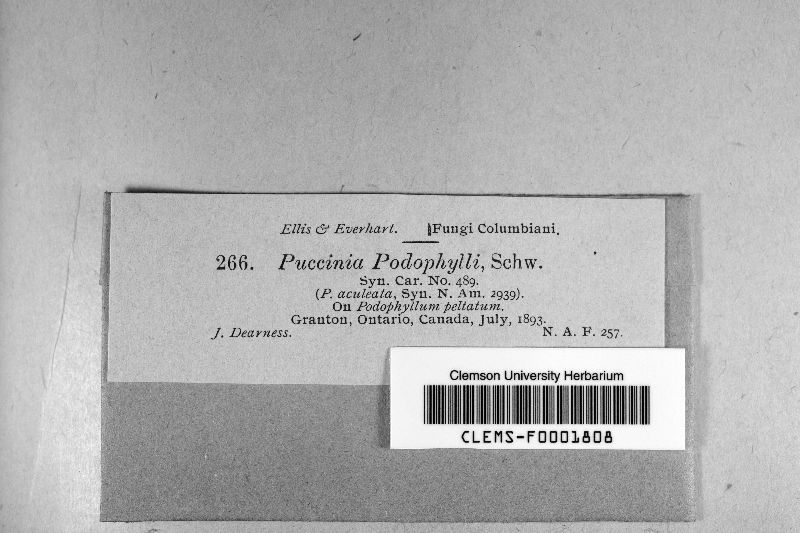 Ellis & Everhart. Fungi Columbiani.
266. Puccinia Podophylli, Schw.
Syn. Car. No. 489.
(P. aculeata, Syn. N. Am. 2939).
On Podophyllum peltatum.
Granton, Ontario, Canada, July, 1893.
J. Dearness. N. A. F. 257.
Clemson University Herbarium
CLEMS-F0001808